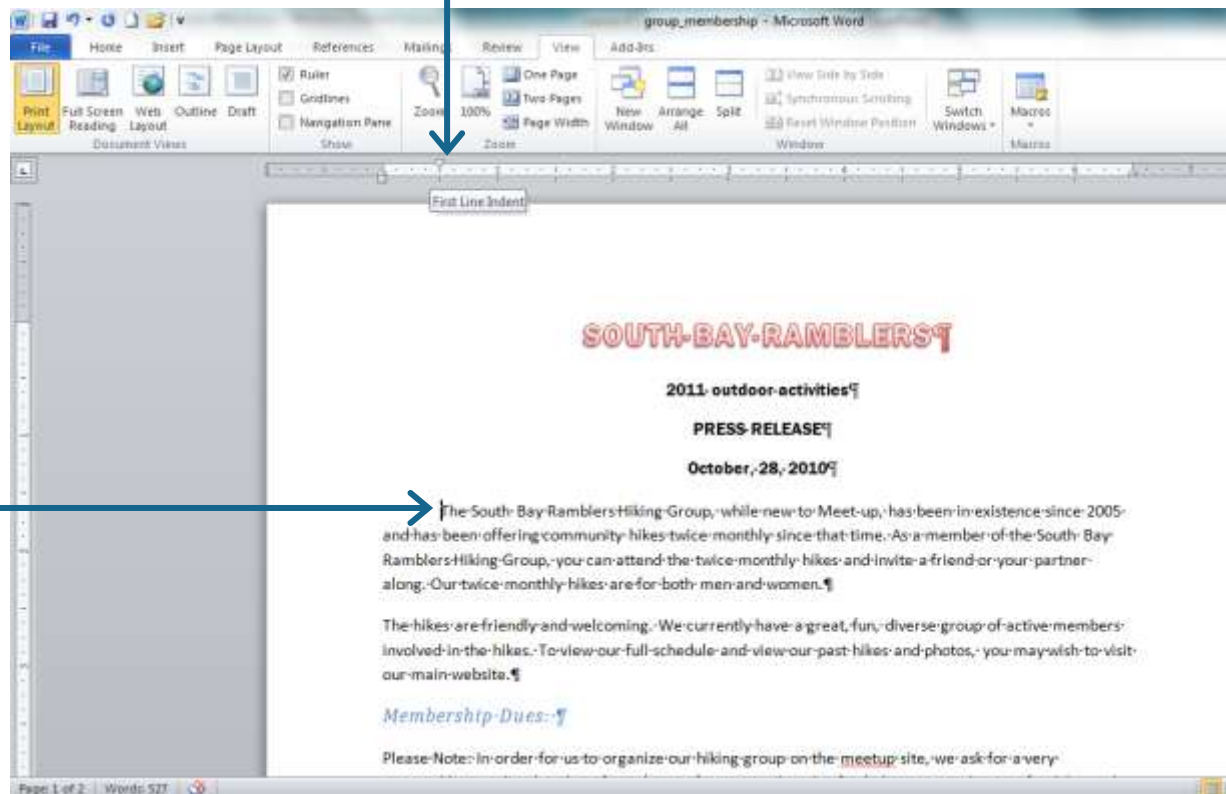 group_membership - Microsoft Word
File Home Insert Page Layout References Mailings Review View Add-Ins
Print Layout
Full Screen Reading
Web Layout
Outline
Draft
Document Views
Ruler
Gridlines
Navigation Pane
Show
Zoom
100%
One Page
Two Pages
Page Width
Zoom
New Window
Arrange All
Split
View Side by Side
Synchronous Scrolling
Reset Window Position
Window
Switch Windows
Macros
Macros
First Line Indent
SOUTH·BAY·RAMBLERS¶
2011·outdoor·activities¶
PRESS·RELEASE¶
October,·28,·2010¶
The·South·Bay·Ramblers·Hiking·Group,·while·new·to·Meet-up,·has·been·in·existence·since·2005·
and·has·been·offering·community·hikes·twice·monthly·since·that·time.·As·a·member·of·the·South·Bay·
Ramblers·Hiking·Group,·you·can·attend·the·twice·monthly·hikes·and·invite·a·friend·or·your·partner·
along.·Our·twice·monthly·hikes·are·for·both·men·and·women.¶
The·hikes·are·friendly·and·welcoming.·We·currently·have·a·great,·fun,·diverse·group·of·active·members·
involved·in·the·hikes.·To·view·our·full·schedule·and·view·our·past·hikes·and·photos,·you·may·wish·to·visit·
our·main·website.¶
Membership·Dues:·¶
Please·Note:·In·order·for·us·to·organize·our·hiking·group·on·the·meetup·site,·we·ask·for·a·very·
Page: 1 of 2 Words: 527